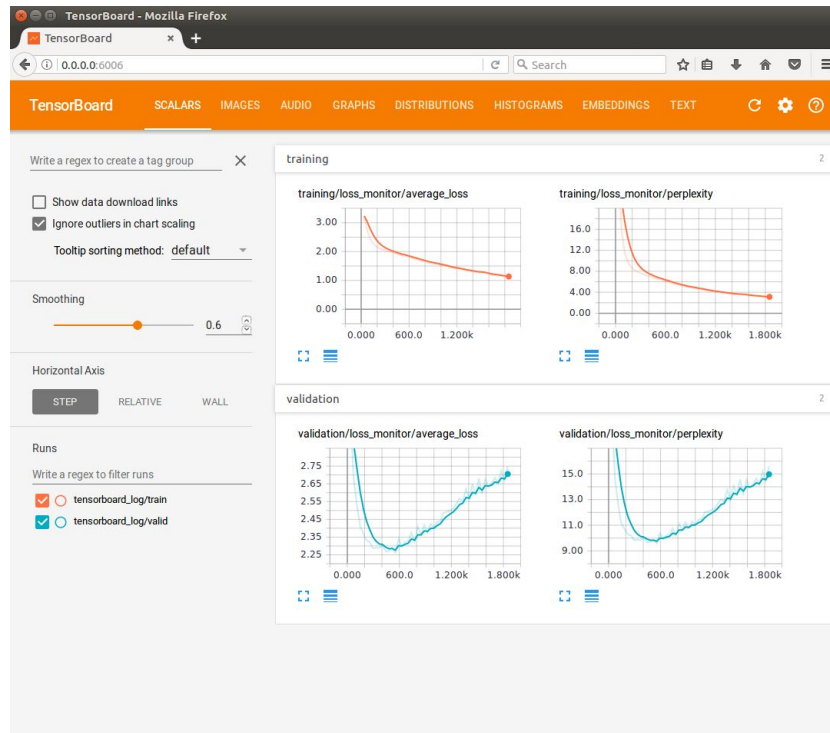 TensorBoard - Mozilla Firefox
TensorBoard
0.0.0.0:6006
Search
TensorBoard SCALARS IMAGES AUDIO GRAPHS DISTRIBUTIONS HISTOGRAMS EMBEDDINGS TEXT
Write a regex to create a tag group
Show data download links
Ignore outliers in chart scaling
Tooltip sorting method: default
Smoothing
0.6
Horizontal Axis
STEP RELATIVE WALL
Runs
Write a regex to filter runs
tensorboard_log/train
tensorboard_log/valid
training 2
training/loss_monitor/average_loss
3.00
2.00
1.00
0.00
0.000 600.0 1.200k
training/loss_monitor/perplexity
16.0
12.0
8.00
4.00
0.00
0.000 600.0 1.200k 1.800k
validation 2
validation/loss_monitor/average_loss
2.75
2.65
2.55
2.45
2.35
2.25
0.000 600.0 1.200k 1.800k
validation/loss_monitor/perplexity
15.0
13.0
11.0
9.00
0.000 600.0 1.200k 1.800k